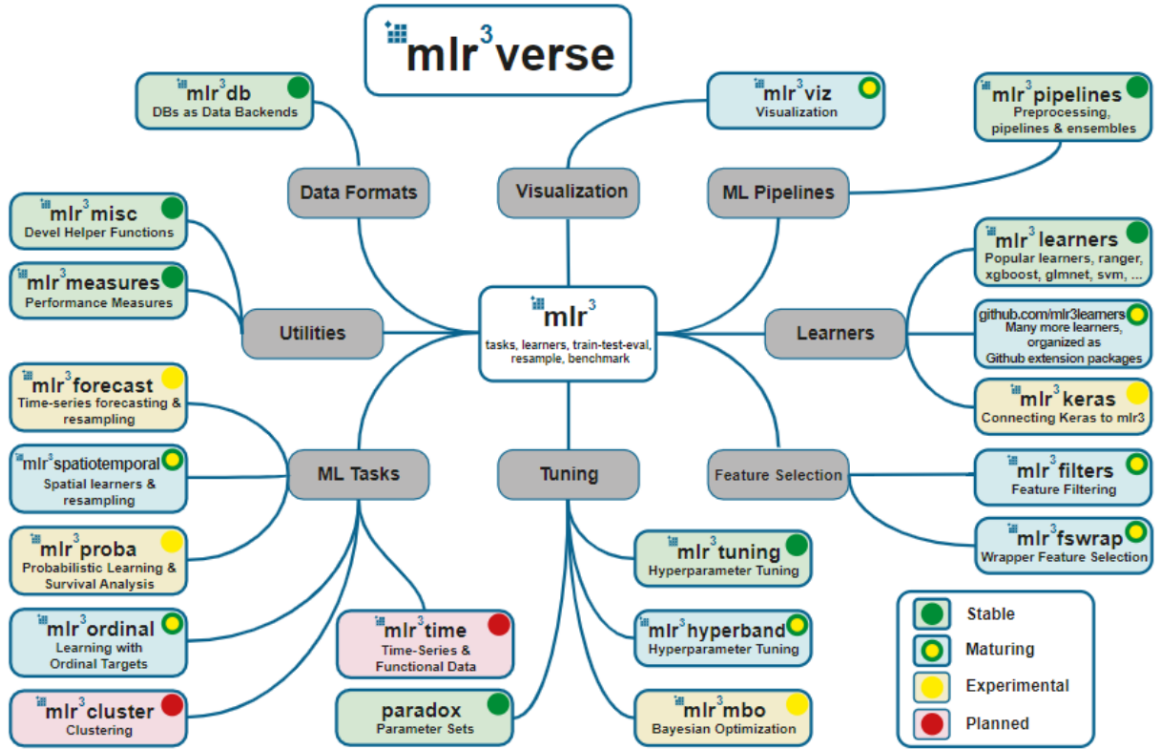 mlr3verse
mlr3db
DBs as Data Backends
mlr3viz
Visualization
mlr3pipelines
Preprocessing,
pipelines & ensembles
Data Formats
Visualization
ML Pipelines
mlr3misc
Devel Helper Functions
mlr3measures
Performance Measures
Utilities
mlr3
tasks, learners, train-test-eval,
resample, benchmark
Learners
mlr3learners
Popular learners, ranger,
xgboost, glmnet, svm, ...
github.com/mlr3learners
Many more learners,
organized as
Github extension packages
mlr3keras
Connecting Keras to mlr3
mlr3forecast
Time-series forecasting &
resampling
mlr3spatiotemporal
Spatial learners &
resampling
mlr3proba
Probabilistic Learning &
Survival Analysis
mlr3ordinal
Learning with
Ordinal Targets
mlr3cluster
Clustering
ML Tasks
Tuning
Feature Selection
mlr3filters
Feature Filtering
mlr3fswrap
Wrapper Feature Selection
mlr3time
Time-Series &
Functional Data
paradox
Parameter Sets
mlr3tuning
Hyperparameter Tuning
mlr3hyperband
Hyperparameter Tuning
mlr3mbo
Bayesian Optimization
Stable
Maturing
Experimental
Planned